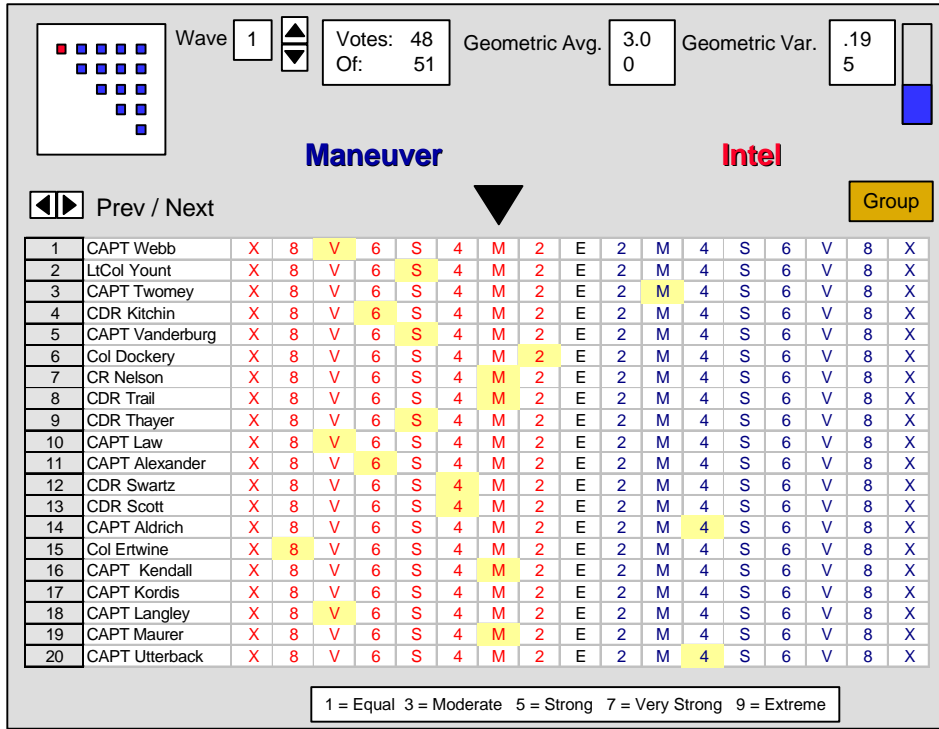 Wave 1 Votes: 48 Geometric Avg. 3.0 Geometric Var. .19
Of: 51 0 5
Maneuver Intel
Prev / Next Group
1 CAPT Webb X 8 V 6 S 4 M 2 E 2 M 4 S 6 V 8 X
2 LtCol Yount X 8 V 6 S 4 M 2 E 2 M 4 S 6 V 8 X
3 CAPT Twomey X 8 V 6 S 4 M 2 E 2 M 4 S 6 V 8 X
4 CDR Kitchin X 8 V 6 S 4 M 2 E 2 M 4 S 6 V 8 X
5 CAPT Vanderburg X 8 V 6 S 4 M 2 E 2 M 4 S 6 V 8 X
6 Col Dockery X 8 V 6 S 4 M 2 E 2 M 4 S 6 V 8 X
7 CR Nelson X 8 V 6 S 4 M 2 E 2 M 4 S 6 V 8 X
8 CDR Trail X 8 V 6 S 4 M 2 E 2 M 4 S 6 V 8 X
9 CDR Thayer X 8 V 6 S 4 M 2 E 2 M 4 S 6 V 8 X
10 CAPT Law X 8 V 6 S 4 M 2 E 2 M 4 S 6 V 8 X
11 CAPT Alexander X 8 V 6 S 4 M 2 E 2 M 4 S 6 V 8 X
12 CDR Swartz X 8 V 6 S 4 M 2 E 2 M 4 S 6 V 8 X
13 CDR Scott X 8 V 6 S 4 M 2 E 2 M 4 S 6 V 8 X
14 CAPT Aldrich X 8 V 6 S 4 M 2 E 2 M 4 S 6 V 8 X
15 Col Ertwine X 8 V 6 S 4 M 2 E 2 M 4 S 6 V 8 X
16 CAPT Kendall X 8 V 6 S 4 M 2 E 2 M 4 S 6 V 8 X
17 CAPT Kordis X 8 V 6 S 4 M 2 E 2 M 4 S 6 V 8 X
18 CAPT Langley X 8 V 6 S 4 M 2 E 2 M 4 S 6 V 8 X
19 CAPT Maurer X 8 V 6 S 4 M 2 E 2 M 4 S 6 V 8 X
20 CAPT Utterback X 8 V 6 S 4 M 2 E 2 M 4 S 6 V 8 X
1 = Equal 3 = Moderate 5 = Strong 7 = Very Strong 9 = Extreme